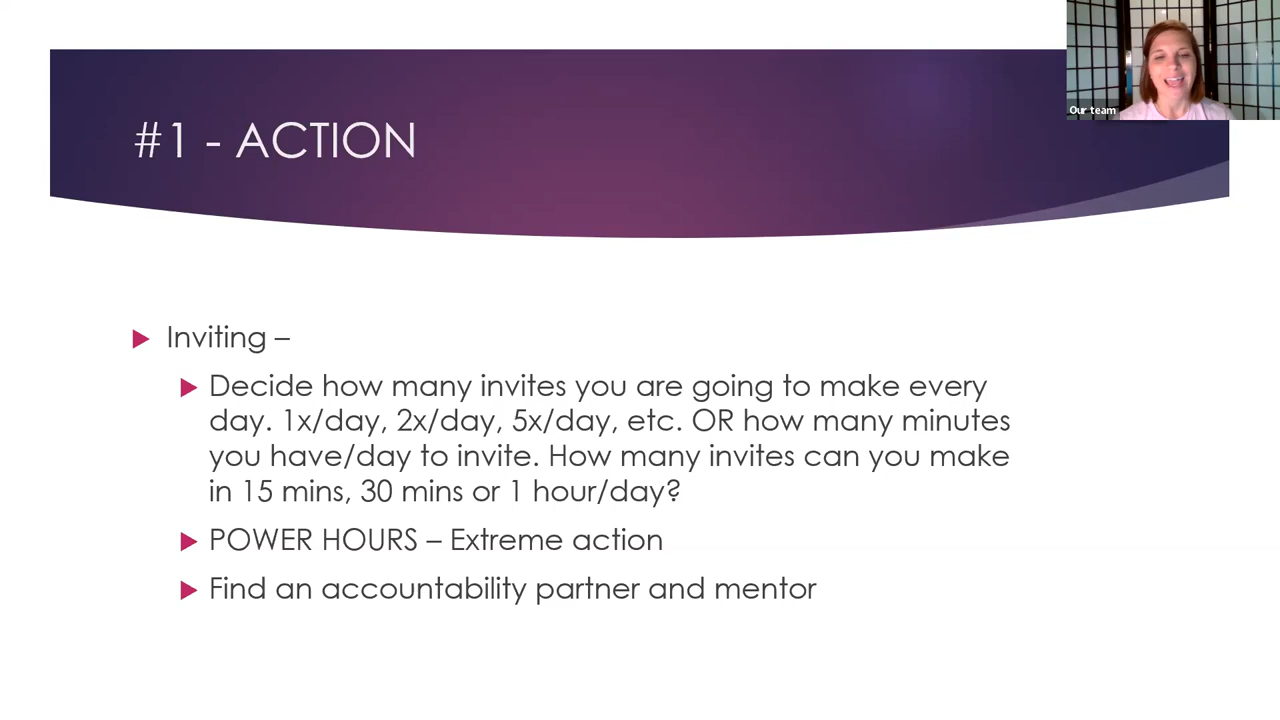 Our team
#1 - ACTION
Inviting –
Decide how many invites you are going to make every
day. 1x/day, 2x/day, 5x/day, etc. OR how many minutes
you have/day to invite. How many invites can you make
in 15 mins, 30 mins or 1 hour/day?
POWER HOURS – Extreme action
Find an accountability partner and mentor